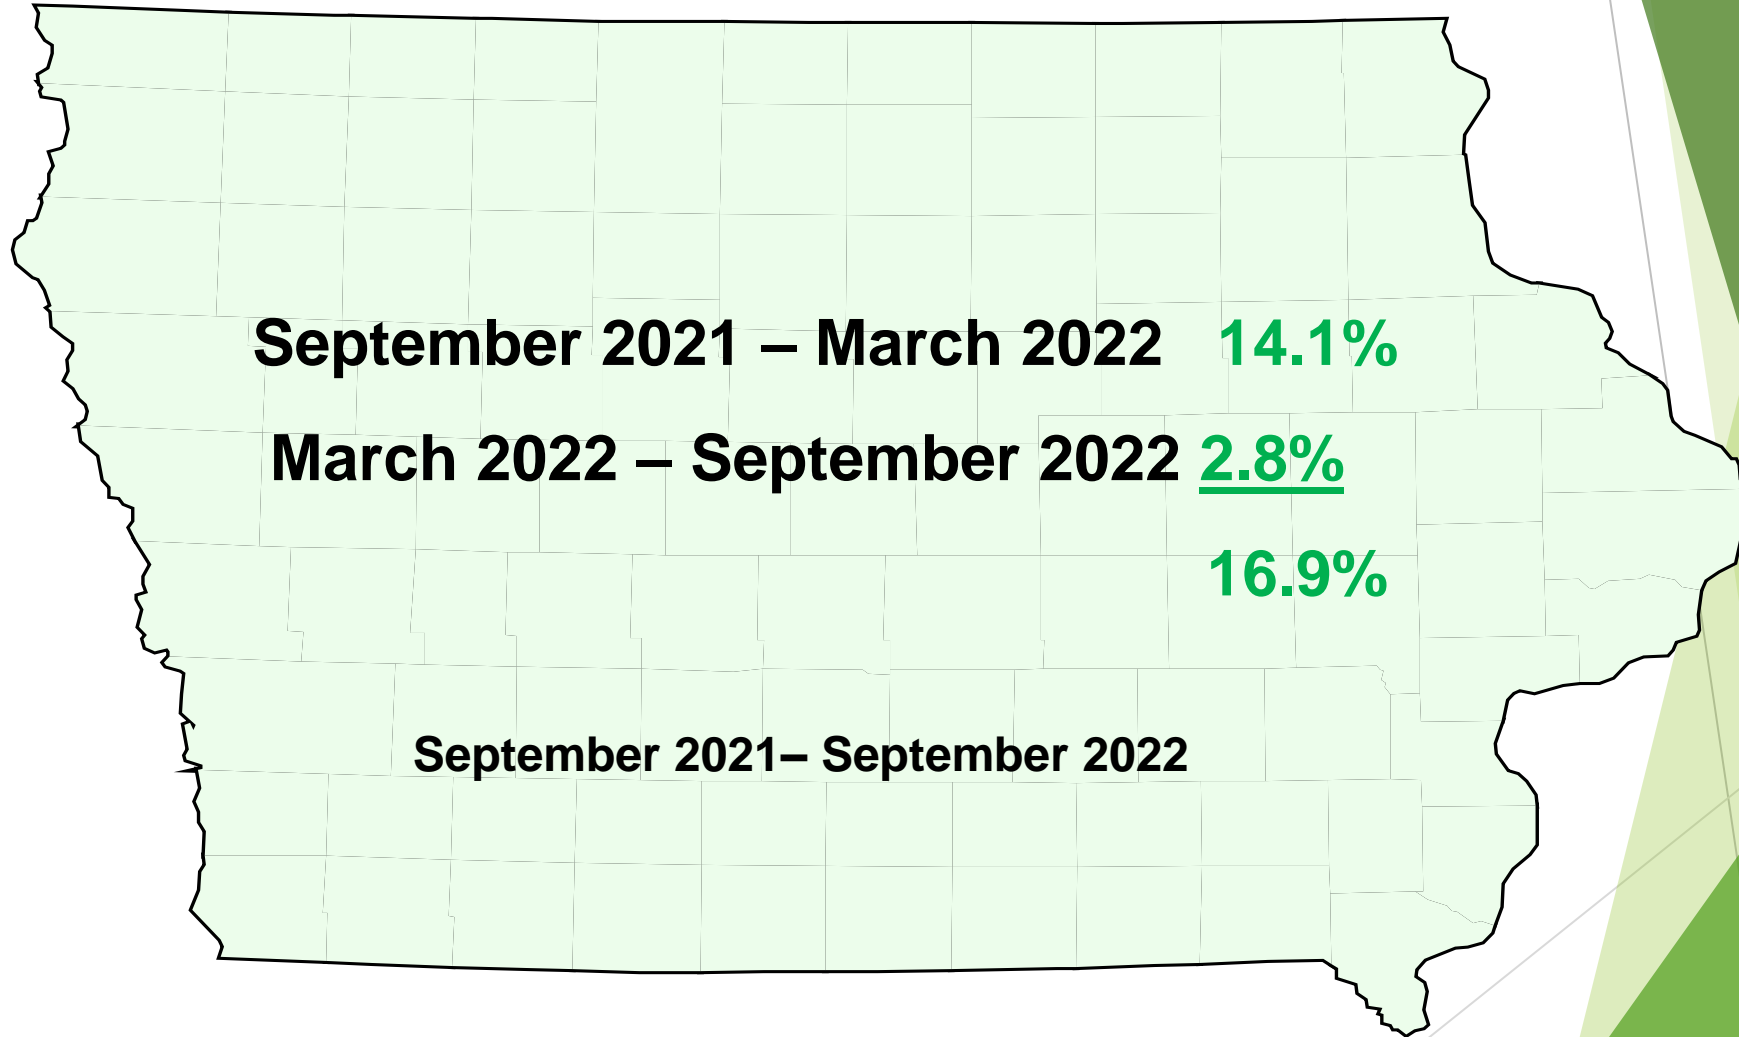 September 2021 – March 2022 14.1%
March 2022 – September 2022 2.8%
16.9%
September 2021– September 2022